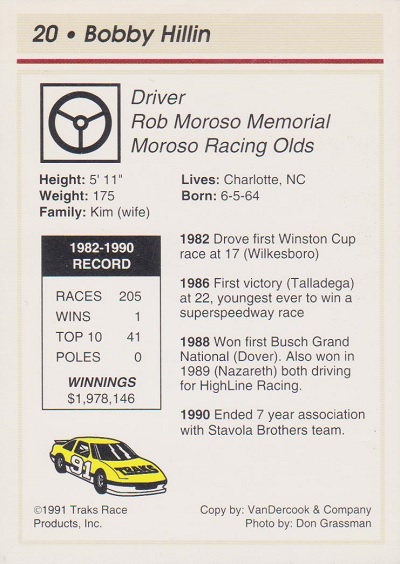 20 • Bobby Hillin
Driver
Rob Moroso Memorial
Moroso Racing Olds
Height: 5' 11"
Weight: 175
Family: Kim (wife)
Lives: Charlotte, NC
Born: 6-5-64
1982-1990
RECORD
RACES 205
WINS 1
TOP 10 41
POLES 0
WINNINGS
$1,978,146
1982 Drove first Winston Cup
race at 17 (Wilkesboro)
1986 First victory (Talladega)
at 22, youngest ever to win a
superspeedway race
1988 Won first Busch Grand
National (Dover). Also won in
1989 (Nazareth) both driving
for HighLine Racing.
1990 Ended 7 year association
with Stavola Brothers team.
91
TRAKS
©1991 Traks Race
Products, Inc.
Copy by: VanDercook & Company
Photo by: Don Grassman